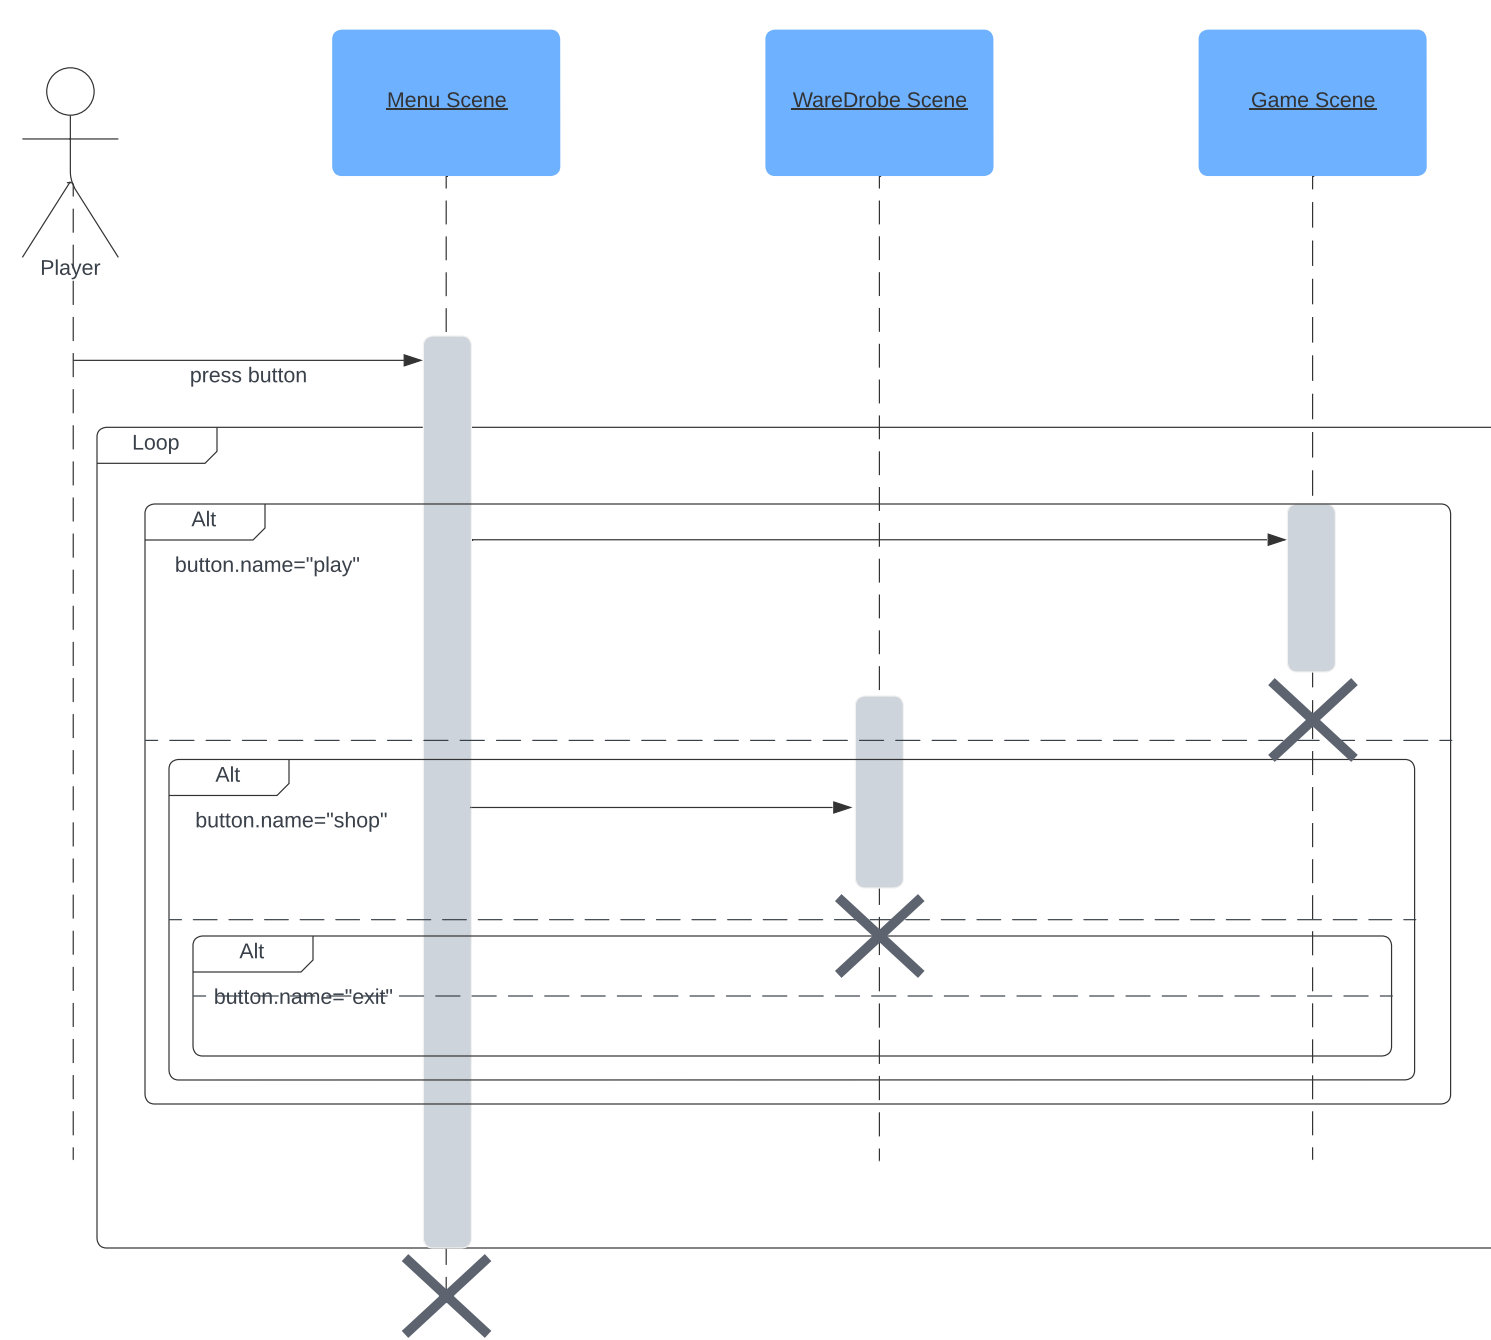 Menu Scene
WareDrobe Scene
Game Scene
Player
press button
Loop
Alt
button.name="play"
Alt
button.name="shop"
Alt
button.name="exit"